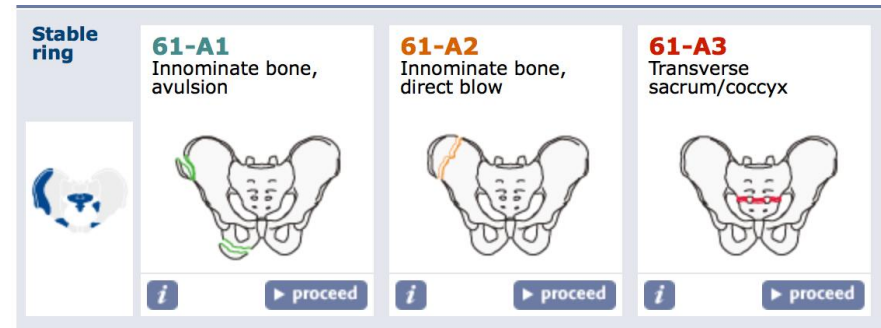 Stable
ring
61-A1
Innominate bone,
avulsion
i
▶ proceed
61-A2
Innominate bone,
direct blow
i
▶ proceed
61-A3
Transverse
sacrum/coccyx
i
▶ proceed